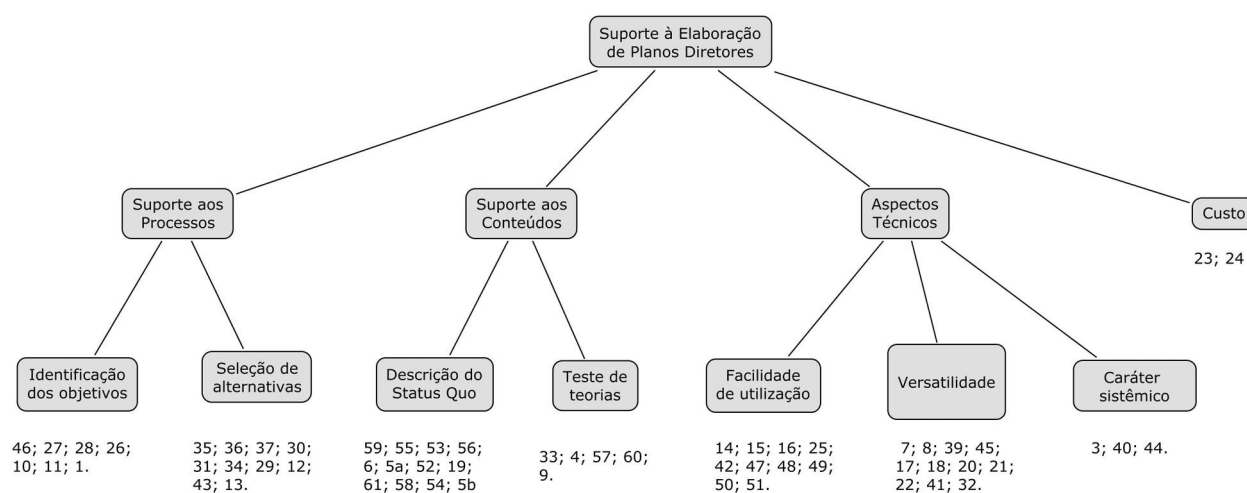 Suporte à Elaboração
de Planos Diretores
Suporte aos
Processos
Suporte aos
Conteúdos
Aspectos
Técnicos
Custo
23; 24
Identificação
dos objetivos
Seleção de
alternativas
Descrição do
Status Quo
Teste de
teorias
Facilidade
de utilização
Versatilidade
Caráter
sistêmico
46; 27; 28; 26;
10; 11; 1.
35; 36; 37; 30;
31; 34; 29; 12;
43; 13.
59; 55; 53; 56;
6; 5a; 52; 19;
61; 58; 54; 5b
33; 4; 57; 60;
9.
14; 15; 16; 25;
42; 47; 48; 49;
50; 51.
7; 8; 39; 45;
17; 18; 20; 21;
22; 41; 32.
3; 40; 44.